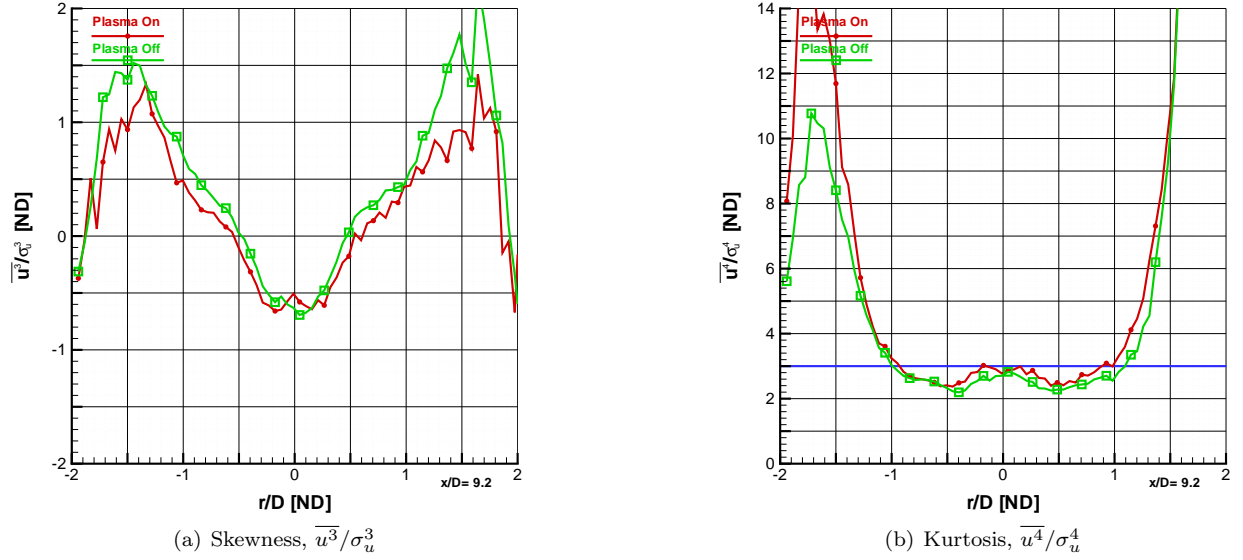 Plasma On
Plasma Off
2
1
0
-1
-2
u³/σᵤ³ [ND]
-2
-1
0
1
2
x/D= 9.2
r/D [ND]
(a) Skewness, u³/σᵤ³
Plasma On
Plasma Off
14
12
10
8
6
4
2
0
u⁴/σᵤ⁴ [ND]
-2
-1
0
1
2
x/D= 9.2
r/D [ND]
(b) Kurtosis, u⁴/σᵤ⁴